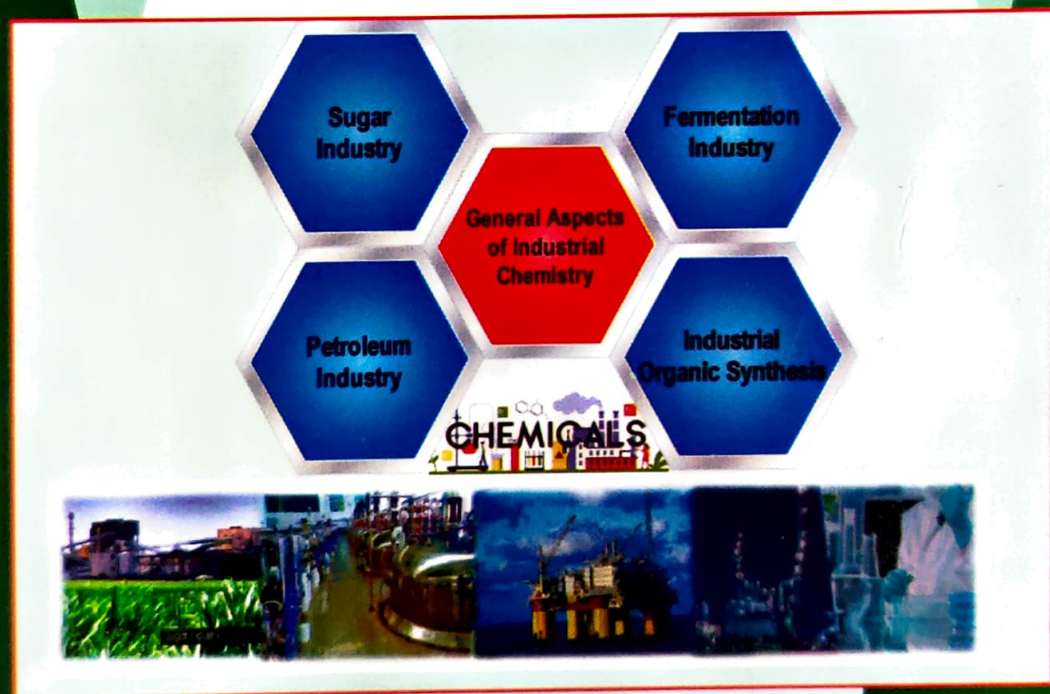 Sugar
Industry
Fermentation
Industry
General Aspects
of Industrial
Chemistry
Petroleum
Industry
Industrial
Organic Synthesis
CHEMICALS